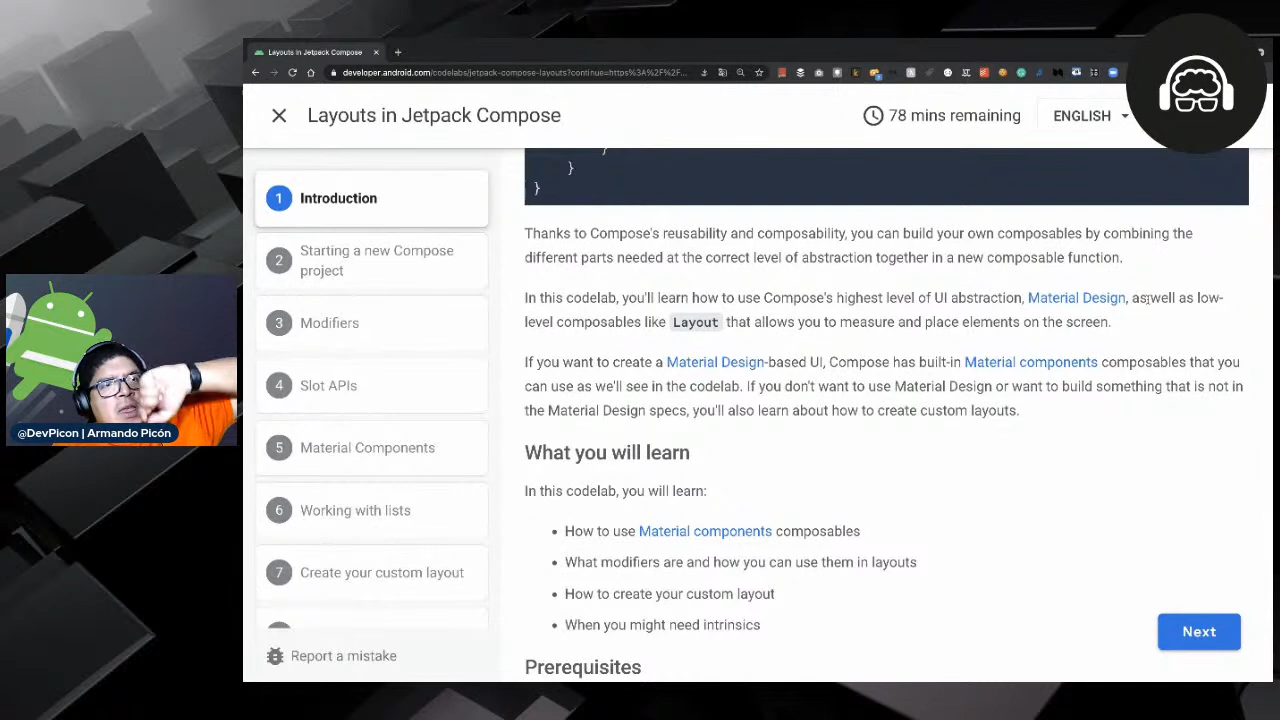 Layouts in Jetpack Compose
developer.android.com/codelabs/jetpack-compose-layouts?continue=https%3A%2F%2F...
Layouts in Jetpack Compose
78 mins remaining
ENGLISH
1 Introduction
2 Starting a new Compose
project
3 Modifiers
4 Slot APIs
5 Material Components
6 Working with lists
7 Create your custom layout
Report a mistake
}
}
}
Thanks to Compose's reusability and composability, you can build your own composables by combining the
different parts needed at the correct level of abstraction together in a new composable function.
In this codelab, you'll learn how to use Compose's highest level of UI abstraction, Material Design, as well as low-
level composables like Layout that allows you to measure and place elements on the screen.
If you want to create a Material Design-based UI, Compose has built-in Material components composables that you
can use as we'll see in the codelab. If you don't want to use Material Design or want to build something that is not in
the Material Design specs, you'll also learn about how to create custom layouts.
What you will learn
In this codelab, you will learn:
• How to use Material components composables
• What modifiers are and how you can use them in layouts
• How to create your custom layout
• When you might need intrinsics
Next
Prerequisites
@DevPicon | Armando Picón